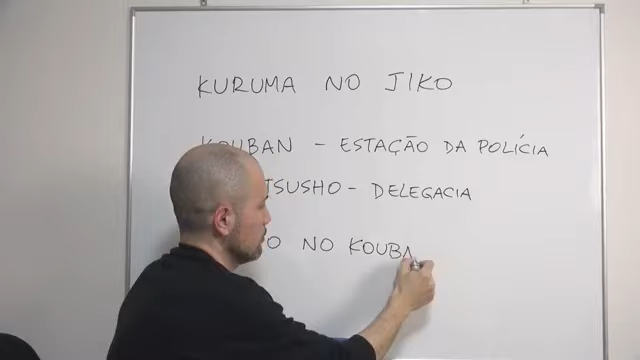 KURUMA NO JIKO
KOUBAN - ESTAÇÃO DA POLÍCIA
TSUSHO - DELEGACIA
O NO KOUBA